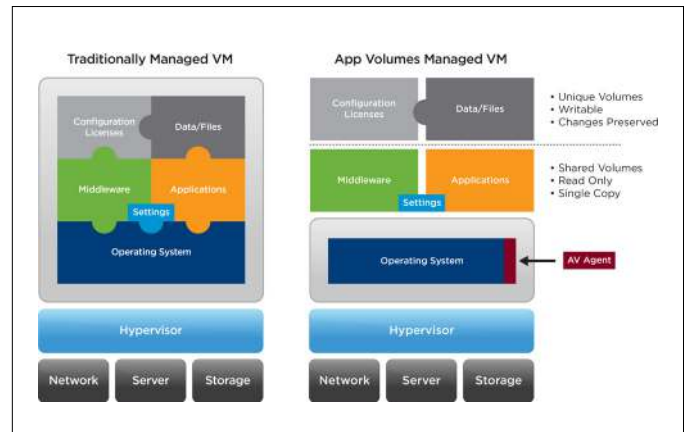 Traditionally Managed VM
Configuration
Licenses
Data/Files
Middleware
Applications
Settings
Operating System
Hypervisor
Network
Server
Storage
App Volumes Managed VM
Configuration
Licenses
Data/Files
• Unique Volumes
• Writable
• Changes Preserved
Middleware
Applications
Settings
• Shared Volumes
• Read Only
• Single Copy
Operating System
AV Agent
Hypervisor
Network
Server
Storage